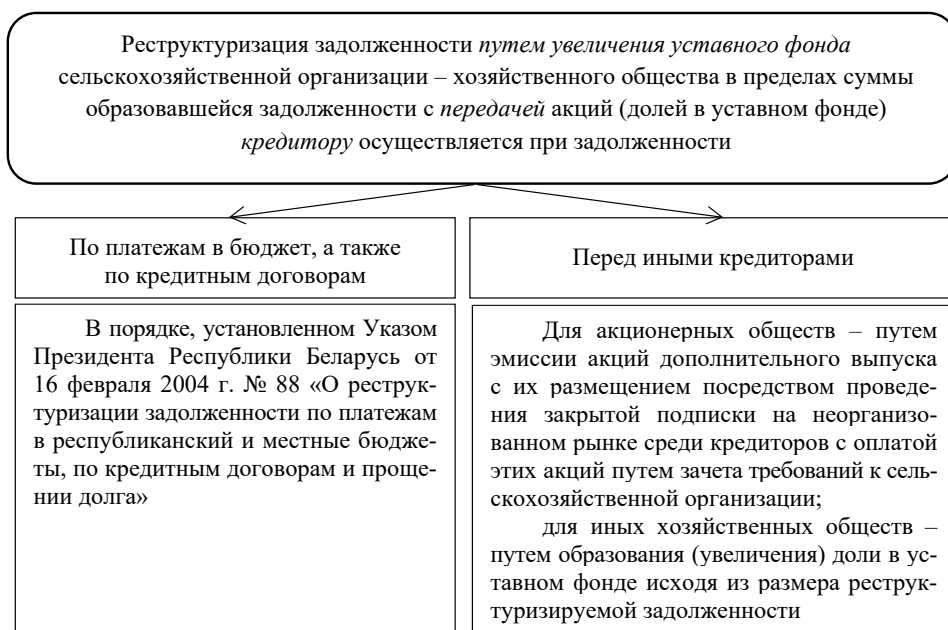 Реструктуризация задолженности путем увеличения уставного фонда
сельскохозяйственной организации – хозяйственного общества в пределах суммы
образовавшейся задолженности с передачей акций (долей в уставном фонде)
кредитору осуществляется при задолженности
По платежам в бюджет, а также
по кредитным договорам
В порядке, установленном Указом
Президента Республики Беларусь от
16 февраля 2004 г. № 88 «О реструк-
туризации задолженности по платежам
в республиканский и местные бюдже-
ты, по кредитным договорам и проще-
нии долга»
Перед иными кредиторами
Для акционерных обществ – путем
эмиссии акций дополнительного выпуска
с их размещением посредством проведе-
ния закрытой подписки на неорганизо-
ванном рынке среди кредиторов с оплатой
этих акций путем зачета требований к сель-
скохозяйственной организации;
для иных хозяйственных обществ –
путем образования (увеличения) доли в ус-
тавном фонде исходя из размера реструк-
туризируемой задолженности